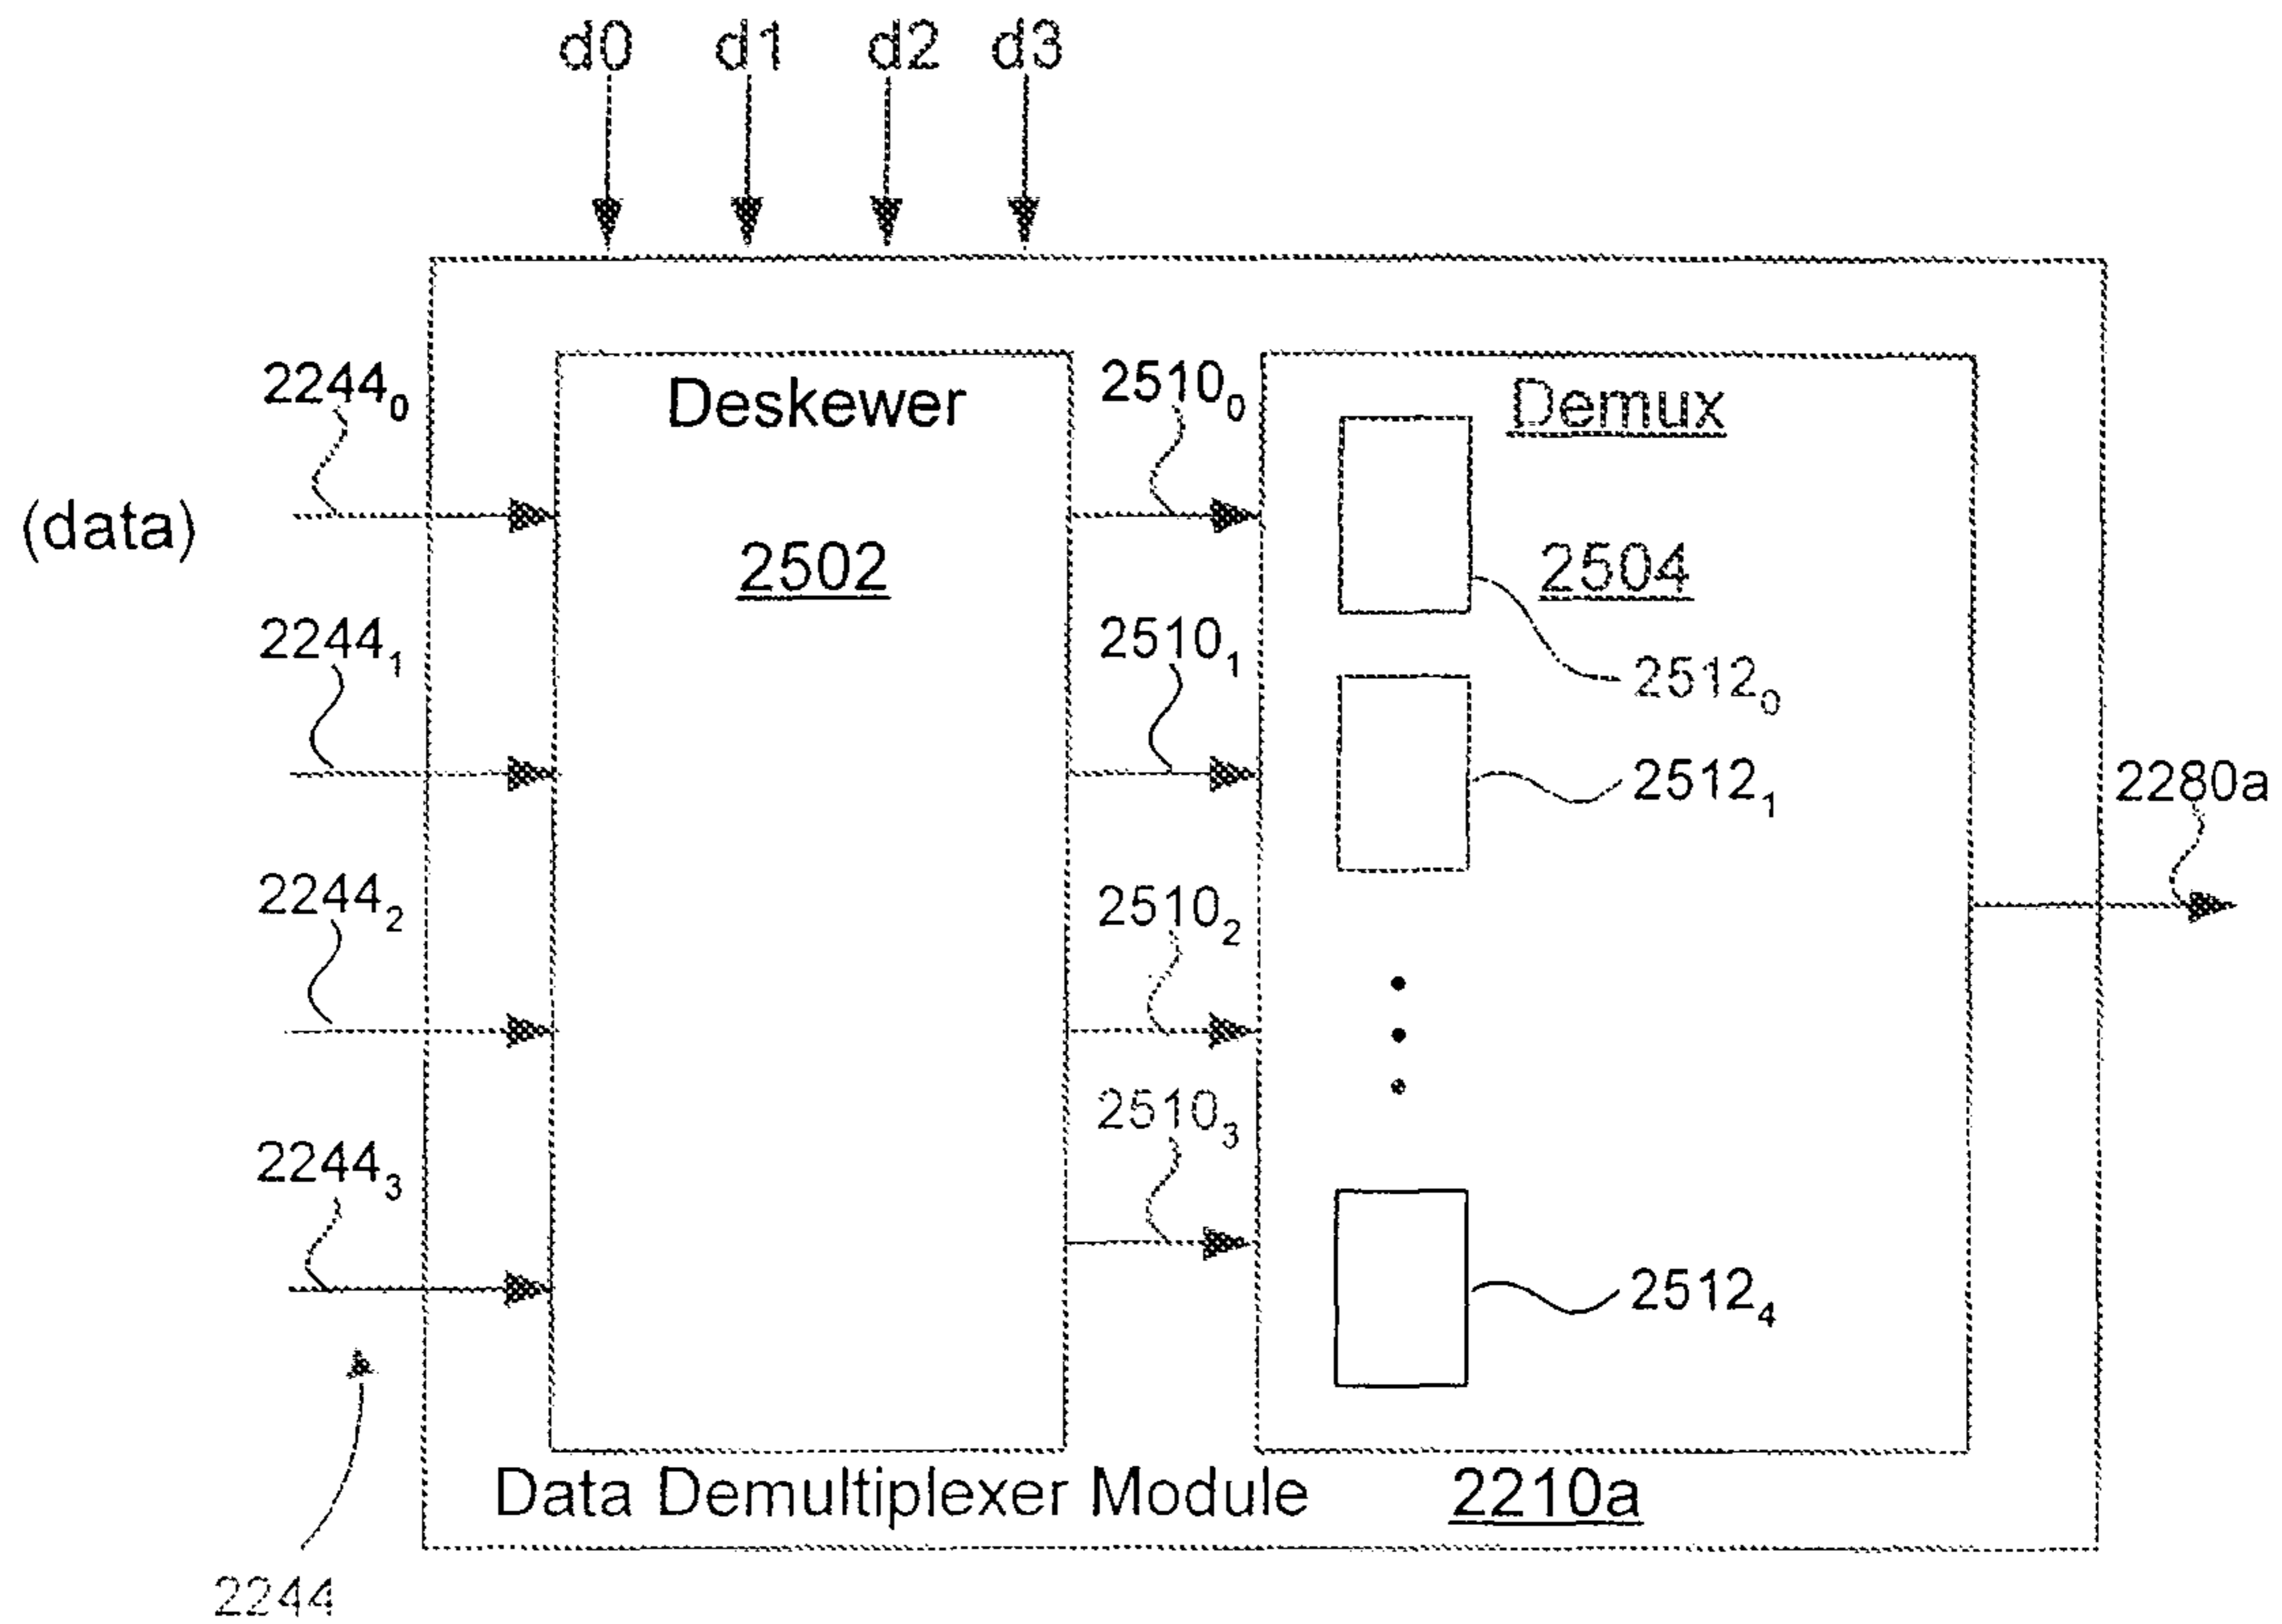 d0 d1 d2 d3
2244₀
Deskewer
2510₀
Demux
(data)
2502
2504
2244₁
2510₁
2512₀
2512₁
2280a
2244₂
2510₂
2510₃
2244₃
2512₄
Data Demultiplexer Module 2210a
2244